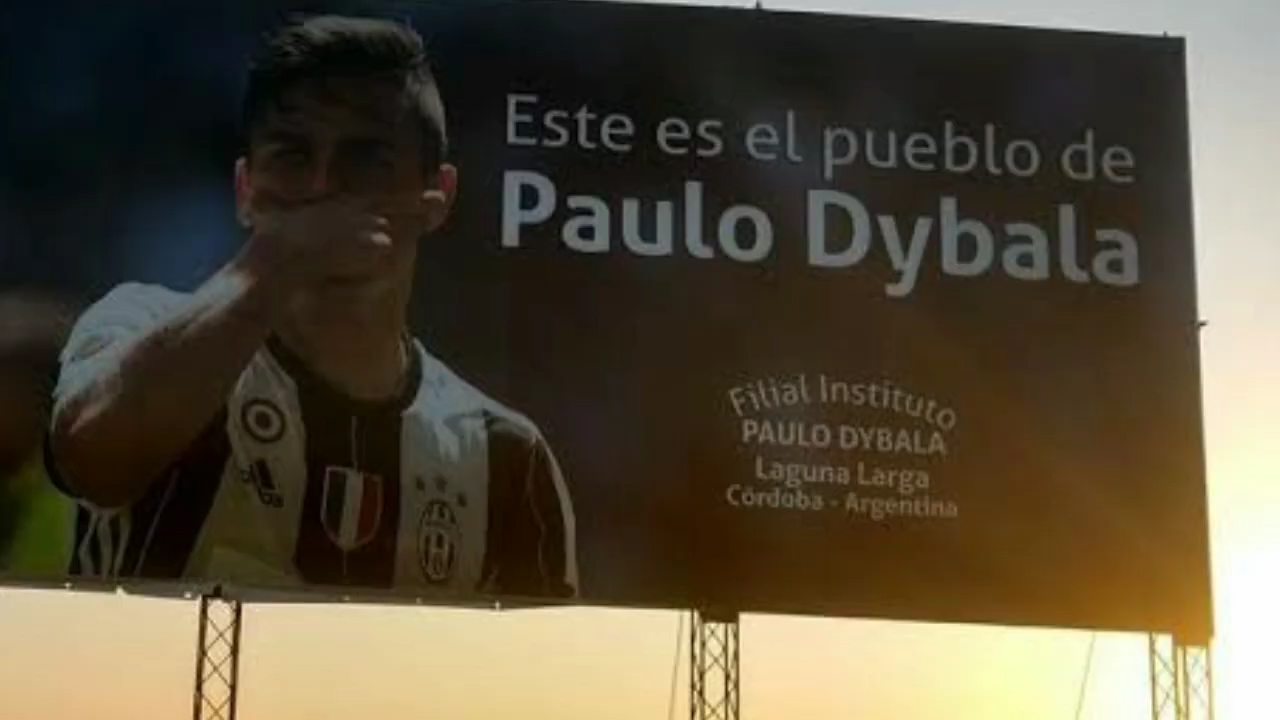 Este es el pueblo de
Paulo Dybala
Filial Instituto
PAULO DYBALA
Laguna Larga
Córdoba - Argentina